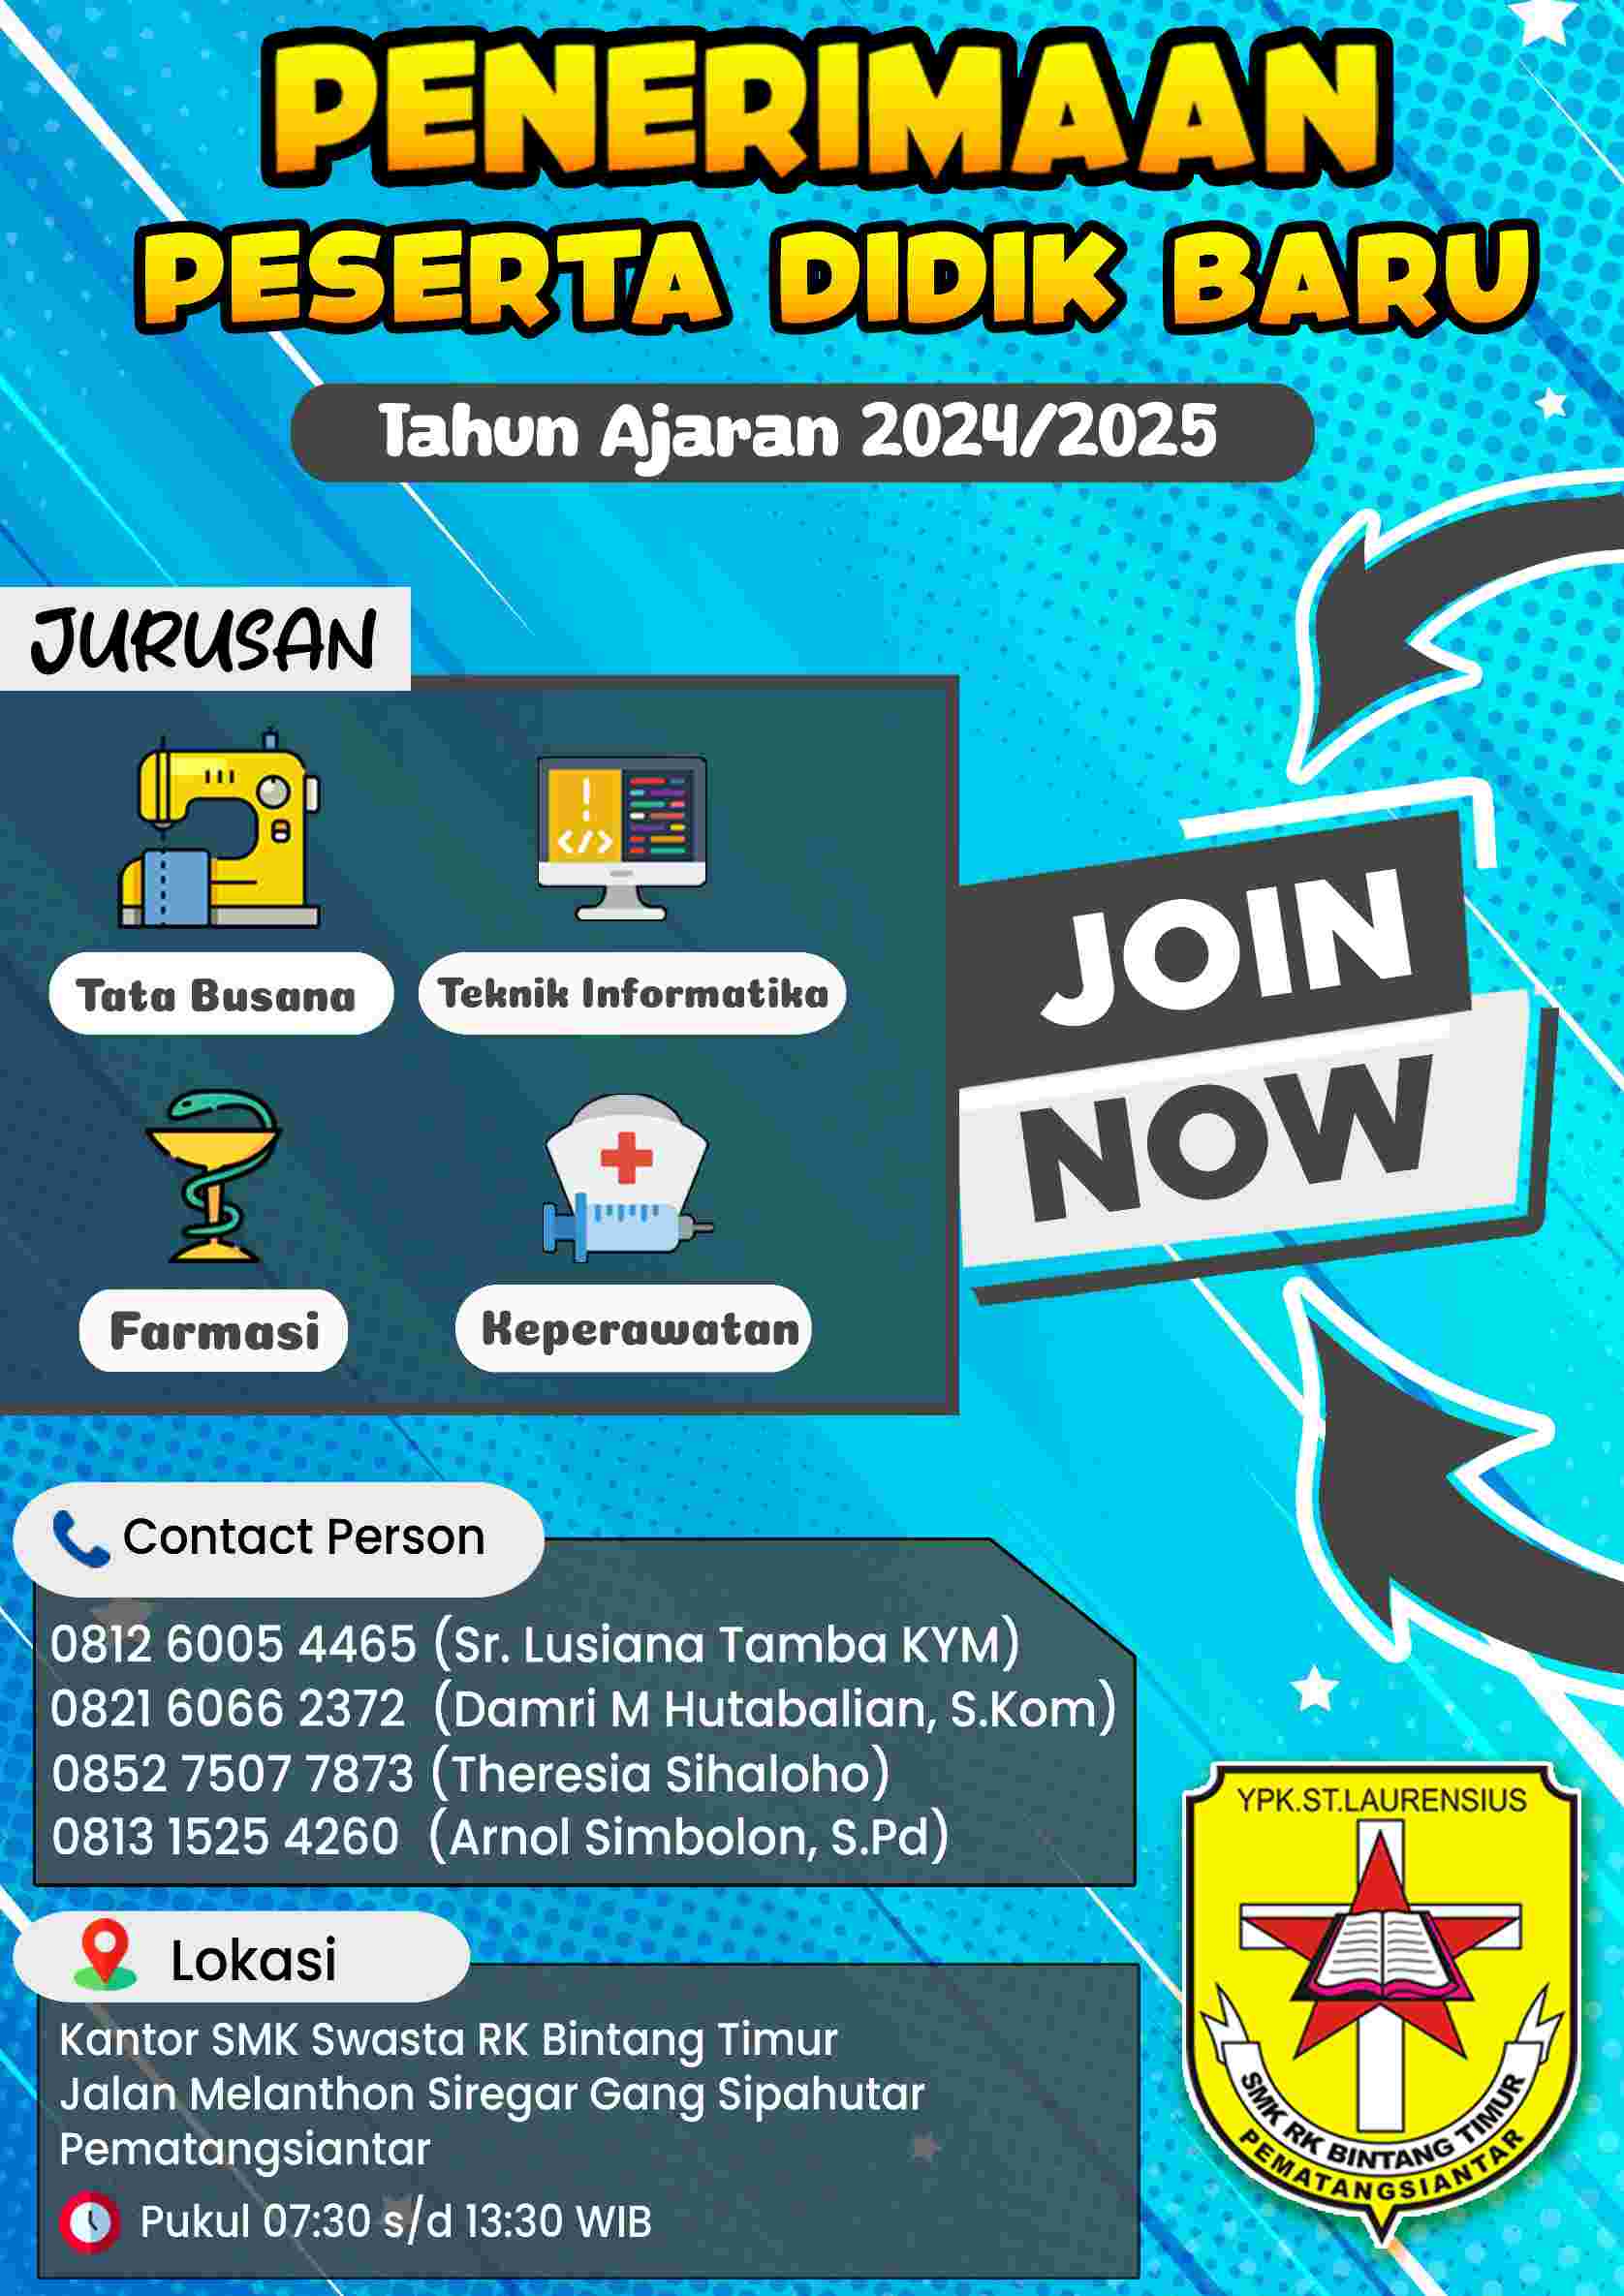 PENERIMAAN
PESERTA DIDIK BARU
Tahun Ajaran 2024/2025
JURUSAN
Tata Busana
Teknik Informatika
Farmasi
Keperawatan
JOIN
NOW
Contact Person
0812 6005 4465 (Sr. Lusiana Tamba KYM)
0821 6066 2372 (Damri M Hutabalian, S.Kom)
0852 7507 7873 (Theresia Sihaloho)
0813 1525 4260 (Arnol Simbolon, S.Pd)
Lokasi
Kantor SMK Swasta RK Bintang Timur
Jalan Melanthon Siregar Gang Sipahutar
Pematangsiantar
Pukul 07:30 s/d 13:30 WIB
YPK.ST.LAURENSIUS
SMK RK BINTANG TIMUR
PEMATANGSIANTAR